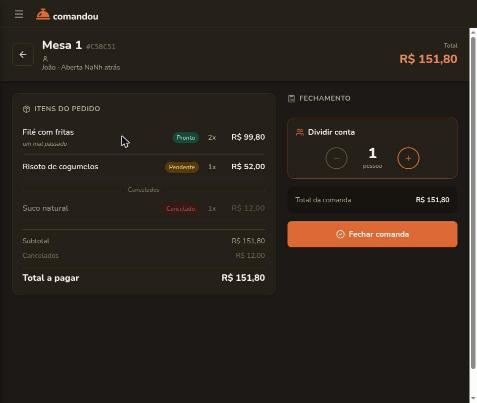 comandou
Mesa 1 #C58C51
João · Aberta NaNh atrás
Total
R$ 151,80
ITENS DO PEDIDO
Filé com fritas Pronto 2x R$ 99,80
um mal passado
Risoto de cogumelos Pendente 1x R$ 52,00
Cancelados
Suco natural Cancelado 1x R$ 12,00
Subtotal R$ 151,80
Cancelados R$ 12,00
Total a pagar R$ 151,80
FECHAMENTO
Dividir conta
1
pessoa
Total da comanda R$ 151,80
Fechar comanda